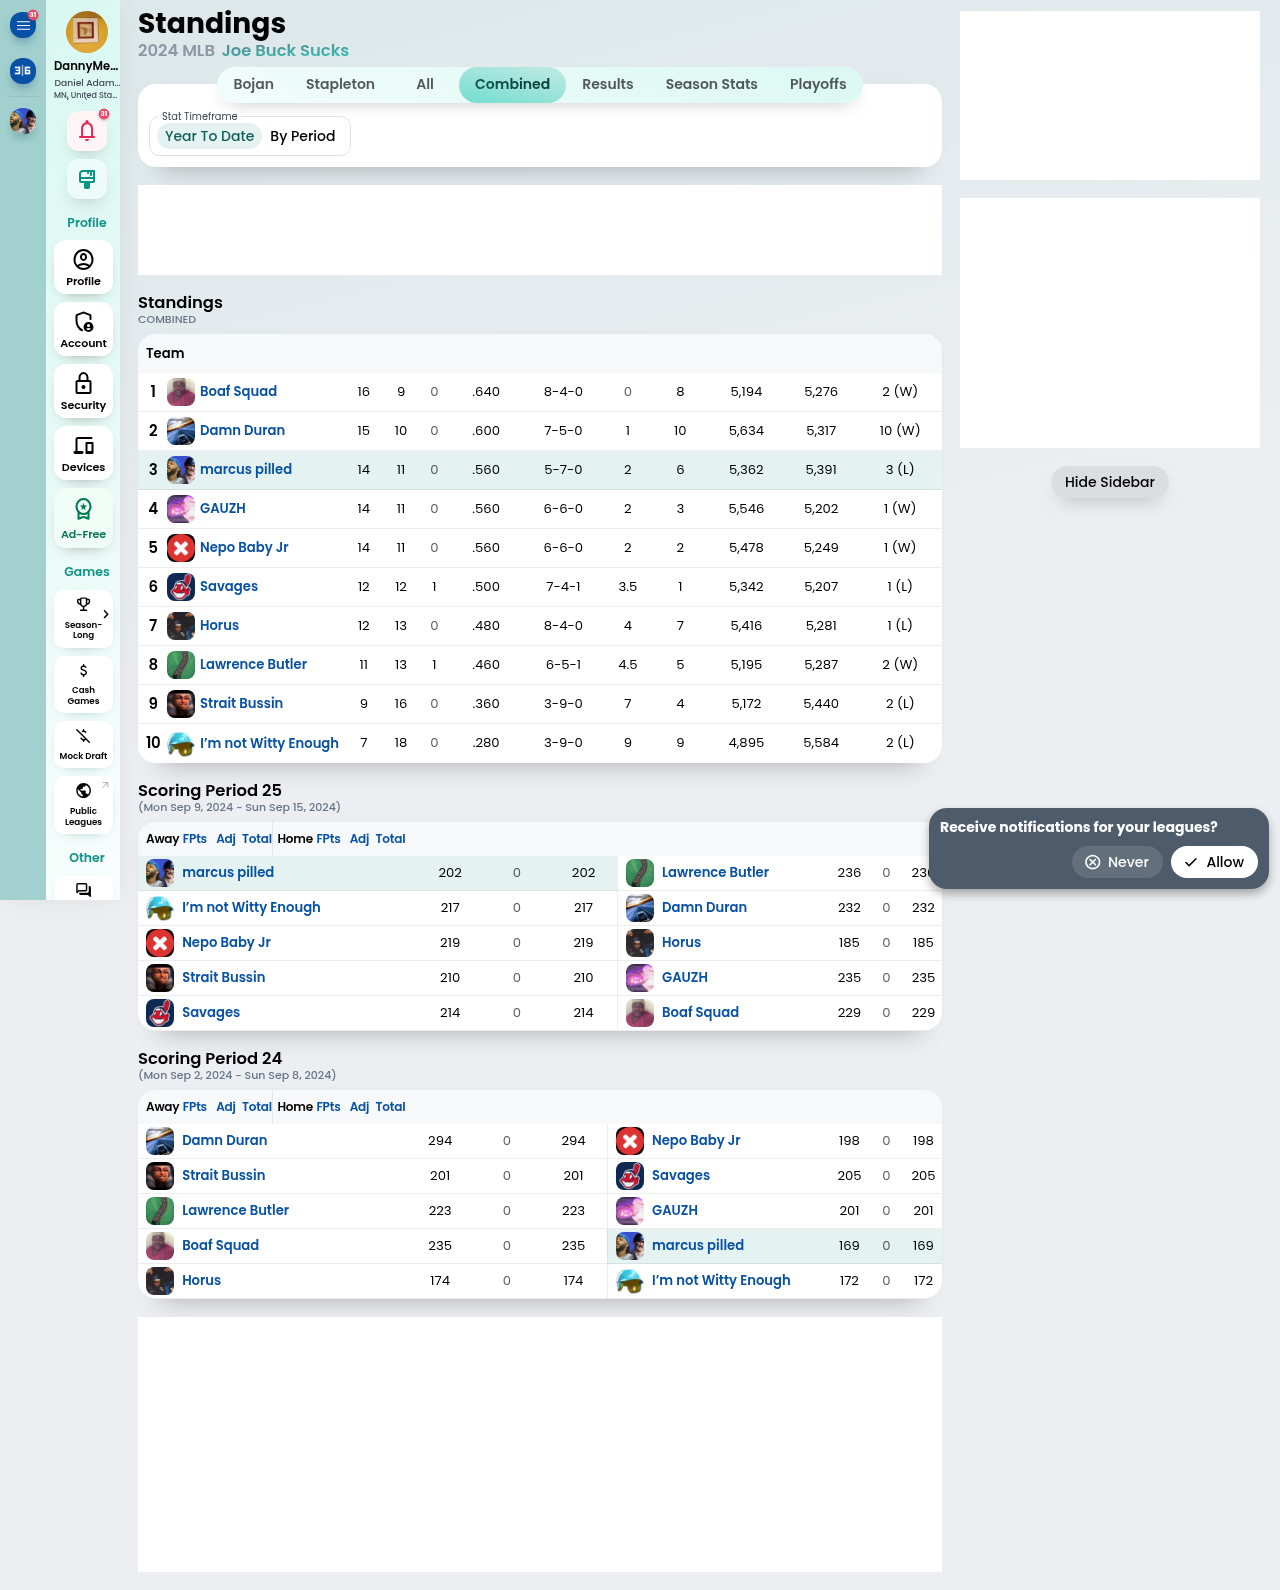 31
DannyMe...
Daniel Adam...
MN, United Sta...
31
Profile
Profile
Account
Security
Devices
Ad-Free
Games
Season-
Long
Cash
Games
Mock Draft
Public
Leagues
Other
Standings
2024 MLB Joe Buck Sucks
Bojan Stapleton All Combined Results Season Stats Playoffs
Stat Timeframe
Year To Date By Period
Standings
COMBINED
Team
1 Boaf Squad 16 9 0 .640 8-4-0 0 8 5,194 5,276 2 (W)
2 Damn Duran 15 10 0 .600 7-5-0 1 10 5,634 5,317 10 (W)
3 marcus pilled 14 11 0 .560 5-7-0 2 6 5,362 5,391 3 (L)
4 GAUZH 14 11 0 .560 6-6-0 2 3 5,546 5,202 1 (W)
5 Nepo Baby Jr 14 11 0 .560 6-6-0 2 2 5,478 5,249 1 (W)
6 Savages 12 12 1 .500 7-4-1 3.5 1 5,342 5,207 1 (L)
7 Horus 12 13 0 .480 8-4-0 4 7 5,416 5,281 1 (L)
8 Lawrence Butler 11 13 1 .460 6-5-1 4.5 5 5,195 5,287 2 (W)
9 Strait Bussin 9 16 0 .360 3-9-0 7 4 5,172 5,440 2 (L)
10 I'm not Witty Enough 7 18 0 .280 3-9-0 9 9 4,895 5,584 2 (L)
Scoring Period 25
(Mon Sep 9, 2024 - Sun Sep 15, 2024)
Away FPts Adj Total Home FPts Adj Total
marcus pilled 202 0 202 Lawrence Butler 236 0 236
I'm not Witty Enough 217 0 217 Damn Duran 232 0 232
Nepo Baby Jr 219 0 219 Horus 185 0 185
Strait Bussin 210 0 210 GAUZH 235 0 235
Savages 214 0 214 Boaf Squad 229 0 229
Scoring Period 24
(Mon Sep 2, 2024 - Sun Sep 8, 2024)
Away FPts Adj Total Home FPts Adj Total
Damn Duran 294 0 294 Nepo Baby Jr 198 0 198
Strait Bussin 201 0 201 Savages 205 0 205
Lawrence Butler 223 0 223 GAUZH 201 0 201
Boaf Squad 235 0 235 marcus pilled 169 0 169
Horus 174 0 174 I'm not Witty Enough 172 0 172
Hide Sidebar
Receive notifications for your leagues?
Never Allow